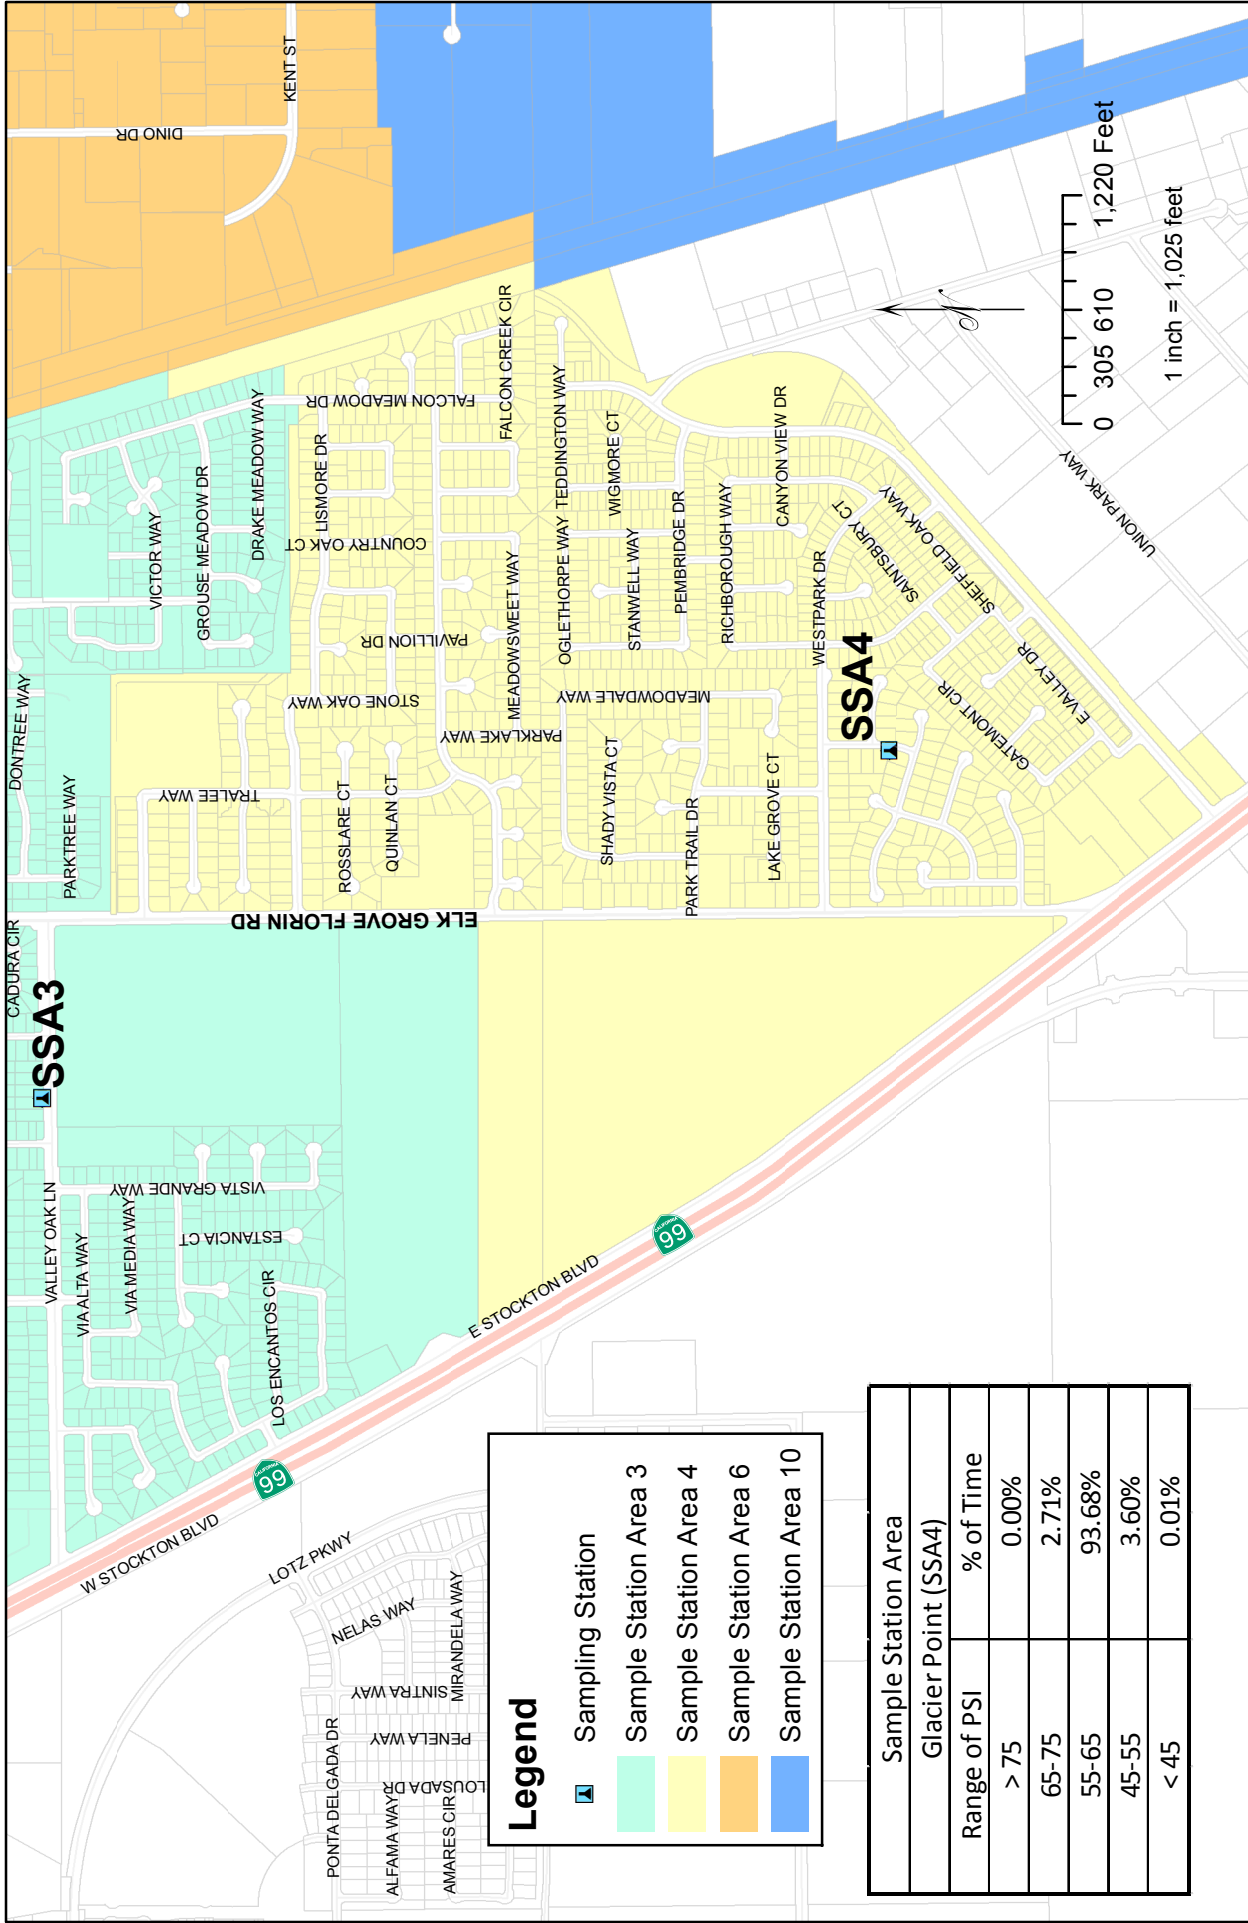 DINO DR
KENT ST
CADURA CIR
SSA3
DONTREE WAY
PARKTREE WAY
VICTOR WAY
GROUSE MEADOW DR
DRAKE MEADOW WAY
TRALEE WAY
ELK GROVE FLORIN RD
STONE OAK WAY
LISMORE DR
COUNTRY OAK CT
FALCON MEADOW DR
FALCON CREEK CIR
PAVILLION DR
ROSSLARE CT
QUINLAN CT
PARKLAKE WAY
MEADOWSWEET WAY
OGLETHORPE WAY
TEDDINGTON WAY
WIGMORE CT
STANWELL WAY
PEMBRIDGE DR
MEADOWDALE WAY
SHADY VISTA CT
PARK TRAIL DR
LAKE GROVE CT
RICHBOROUGH WAY
CANYON VIEW DR
WESTPARK DR
SAINTSBURY CT
SHEFFIELD OAK WAY
SSA4
GATEMONT CIR
E VALLEY DR
UNION PARK WAY
VALLEY OAK LN
VIA ALTA WAY
VIA MEDIA WAY
VISTA GRANDE WAY
ESTANCIA CT
LOS ENCANTOS CIR
E STOCKTON BLVD
CALIFORNIA
99
CALIFORNIA
99
W STOCKTON BLVD
LOTZ PKWY
NELAS WAY
MIRANDELA WAY
SINTRA WAY
PENELA WAY
LOUSADA DR
PONTA DELGADA DR
ALFAMA WAY
AMARES CIR
N
0 305 610 1,220 Feet
1 inch = 1,025 feet
Legend
Sampling Station
Sample Station Area 3
Sample Station Area 4
Sample Station Area 6
Sample Station Area 10
Sample Station Area
Glacier Point (SSA4)
Range of PSI % of Time
> 75 0.00%
65-75 2.71%
55-65 93.68%
45-55 3.60%
< 45 0.01%